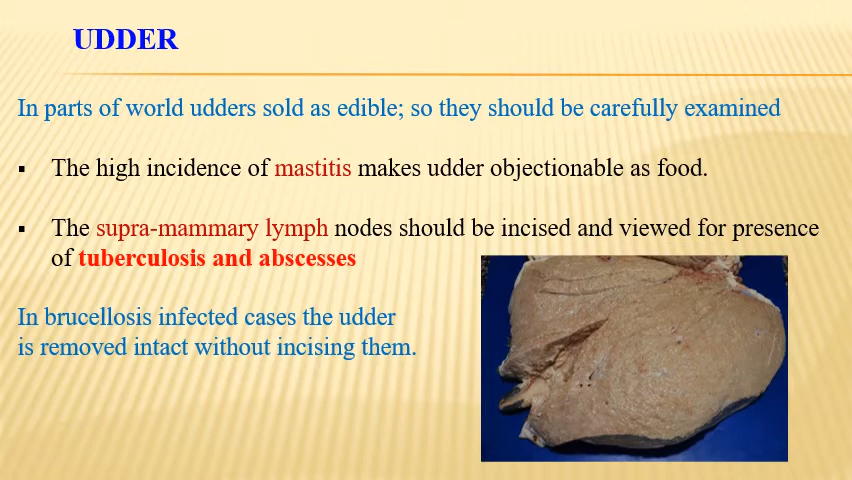 UDDER
In parts of world udders sold as edible; so they should be carefully examined
▪ The high incidence of mastitis makes udder objectionable as food.
▪ The supra-mammary lymph nodes should be incised and viewed for presence
of tuberculosis and abscesses
In brucellosis infected cases the udder
is removed intact without incising them.